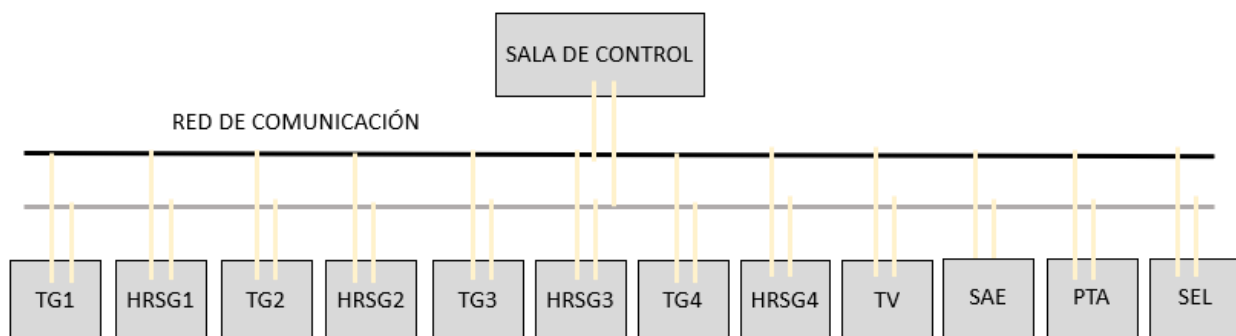 SALA DE CONTROL
RED DE COMUNICACIÓN
TG1
HRSG1
TG2
HRSG2
TG3
HRSG3
TG4
HRSG4
TV
SAE
PTA
SEL